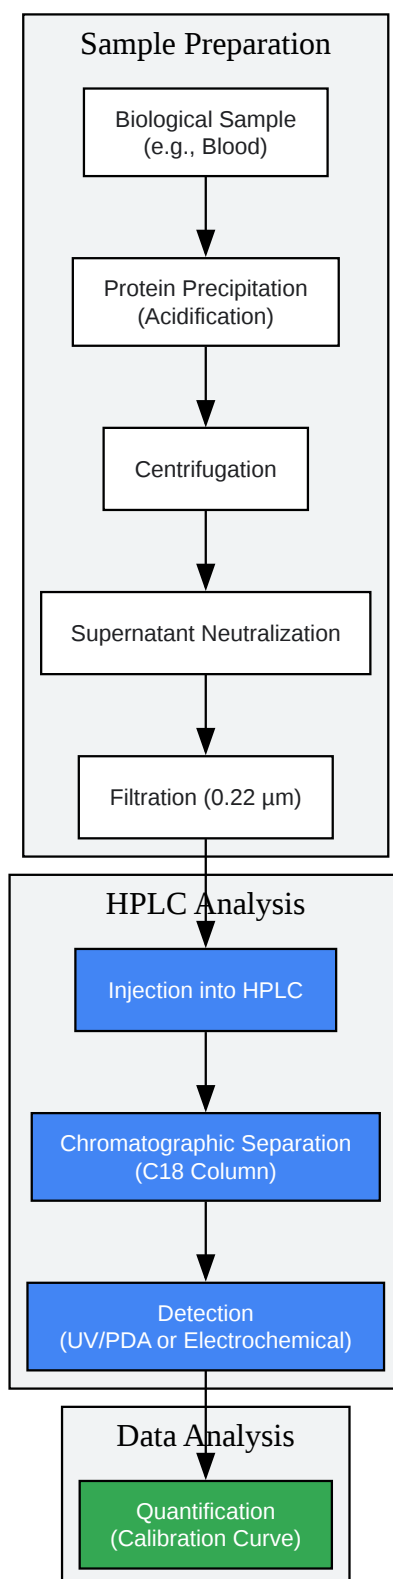 Sample Preparation
Biological Sample
(e.g., Blood)
Protein Precipitation
(Acidification)
Centrifugation
Supernatant Neutralization
Filtration (0.22 µm)
HPLC Analysis
Injection into HPLC
Chromatographic Separation
(C18 Column)
Detection
(UV/PDA or Electrochemical)
Data Analysis
Quantification
(Calibration Curve)